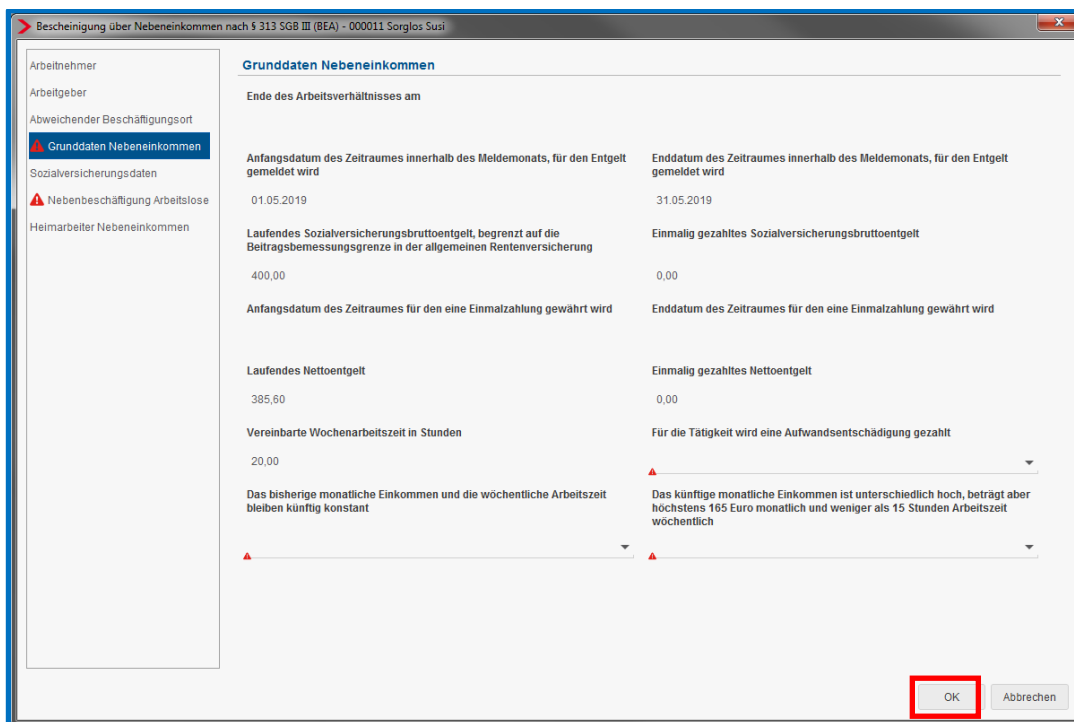 Bescheinigung über Nebeneinkommen nach § 313 SGB III (BEA) - 000011 Sorglos Susi
Arbeitnehmer
Arbeitgeber
Abweichender Beschäftigungsort
Grunddaten Nebeneinkommen
Sozialversicherungsdaten
Nebenbeschäftigung Arbeitslose
Heimarbeiter Nebeneinkommen
Grunddaten Nebeneinkommen
Ende des Arbeitsverhältnisses am
Anfangsdatum des Zeitraumes innerhalb des Meldemonats, für den Entgelt
gemeldet wird
01.05.2019
Enddatum des Zeitraumes innerhalb des Meldemonats, für den Entgelt
gemeldet wird
31.05.2019
Laufendes Sozialversicherungsbruttoentgelt, begrenzt auf die
Beitragsbemessungsgrenze in der allgemeinen Rentenversicherung
400,00
Einmalig gezahltes Sozialversicherungsbruttoentgelt
0,00
Anfangsdatum des Zeitraumes für den eine Einmalzahlung gewährt wird
Enddatum des Zeitraumes für den eine Einmalzahlung gewährt wird
Laufendes Nettoentgelt
385,60
Einmalig gezahltes Nettoentgelt
0,00
Vereinbarte Wochenarbeitszeit in Stunden
20,00
Für die Tätigkeit wird eine Aufwandsentschädigung gezahlt
Das bisherige monatliche Einkommen und die wöchentliche Arbeitszeit
bleiben künftig konstant
Das künftige monatliche Einkommen ist unterschiedlich hoch, beträgt aber
höchstens 165 Euro monatlich und weniger als 15 Stunden Arbeitszeit
wöchentlich
OK
Abbrechen